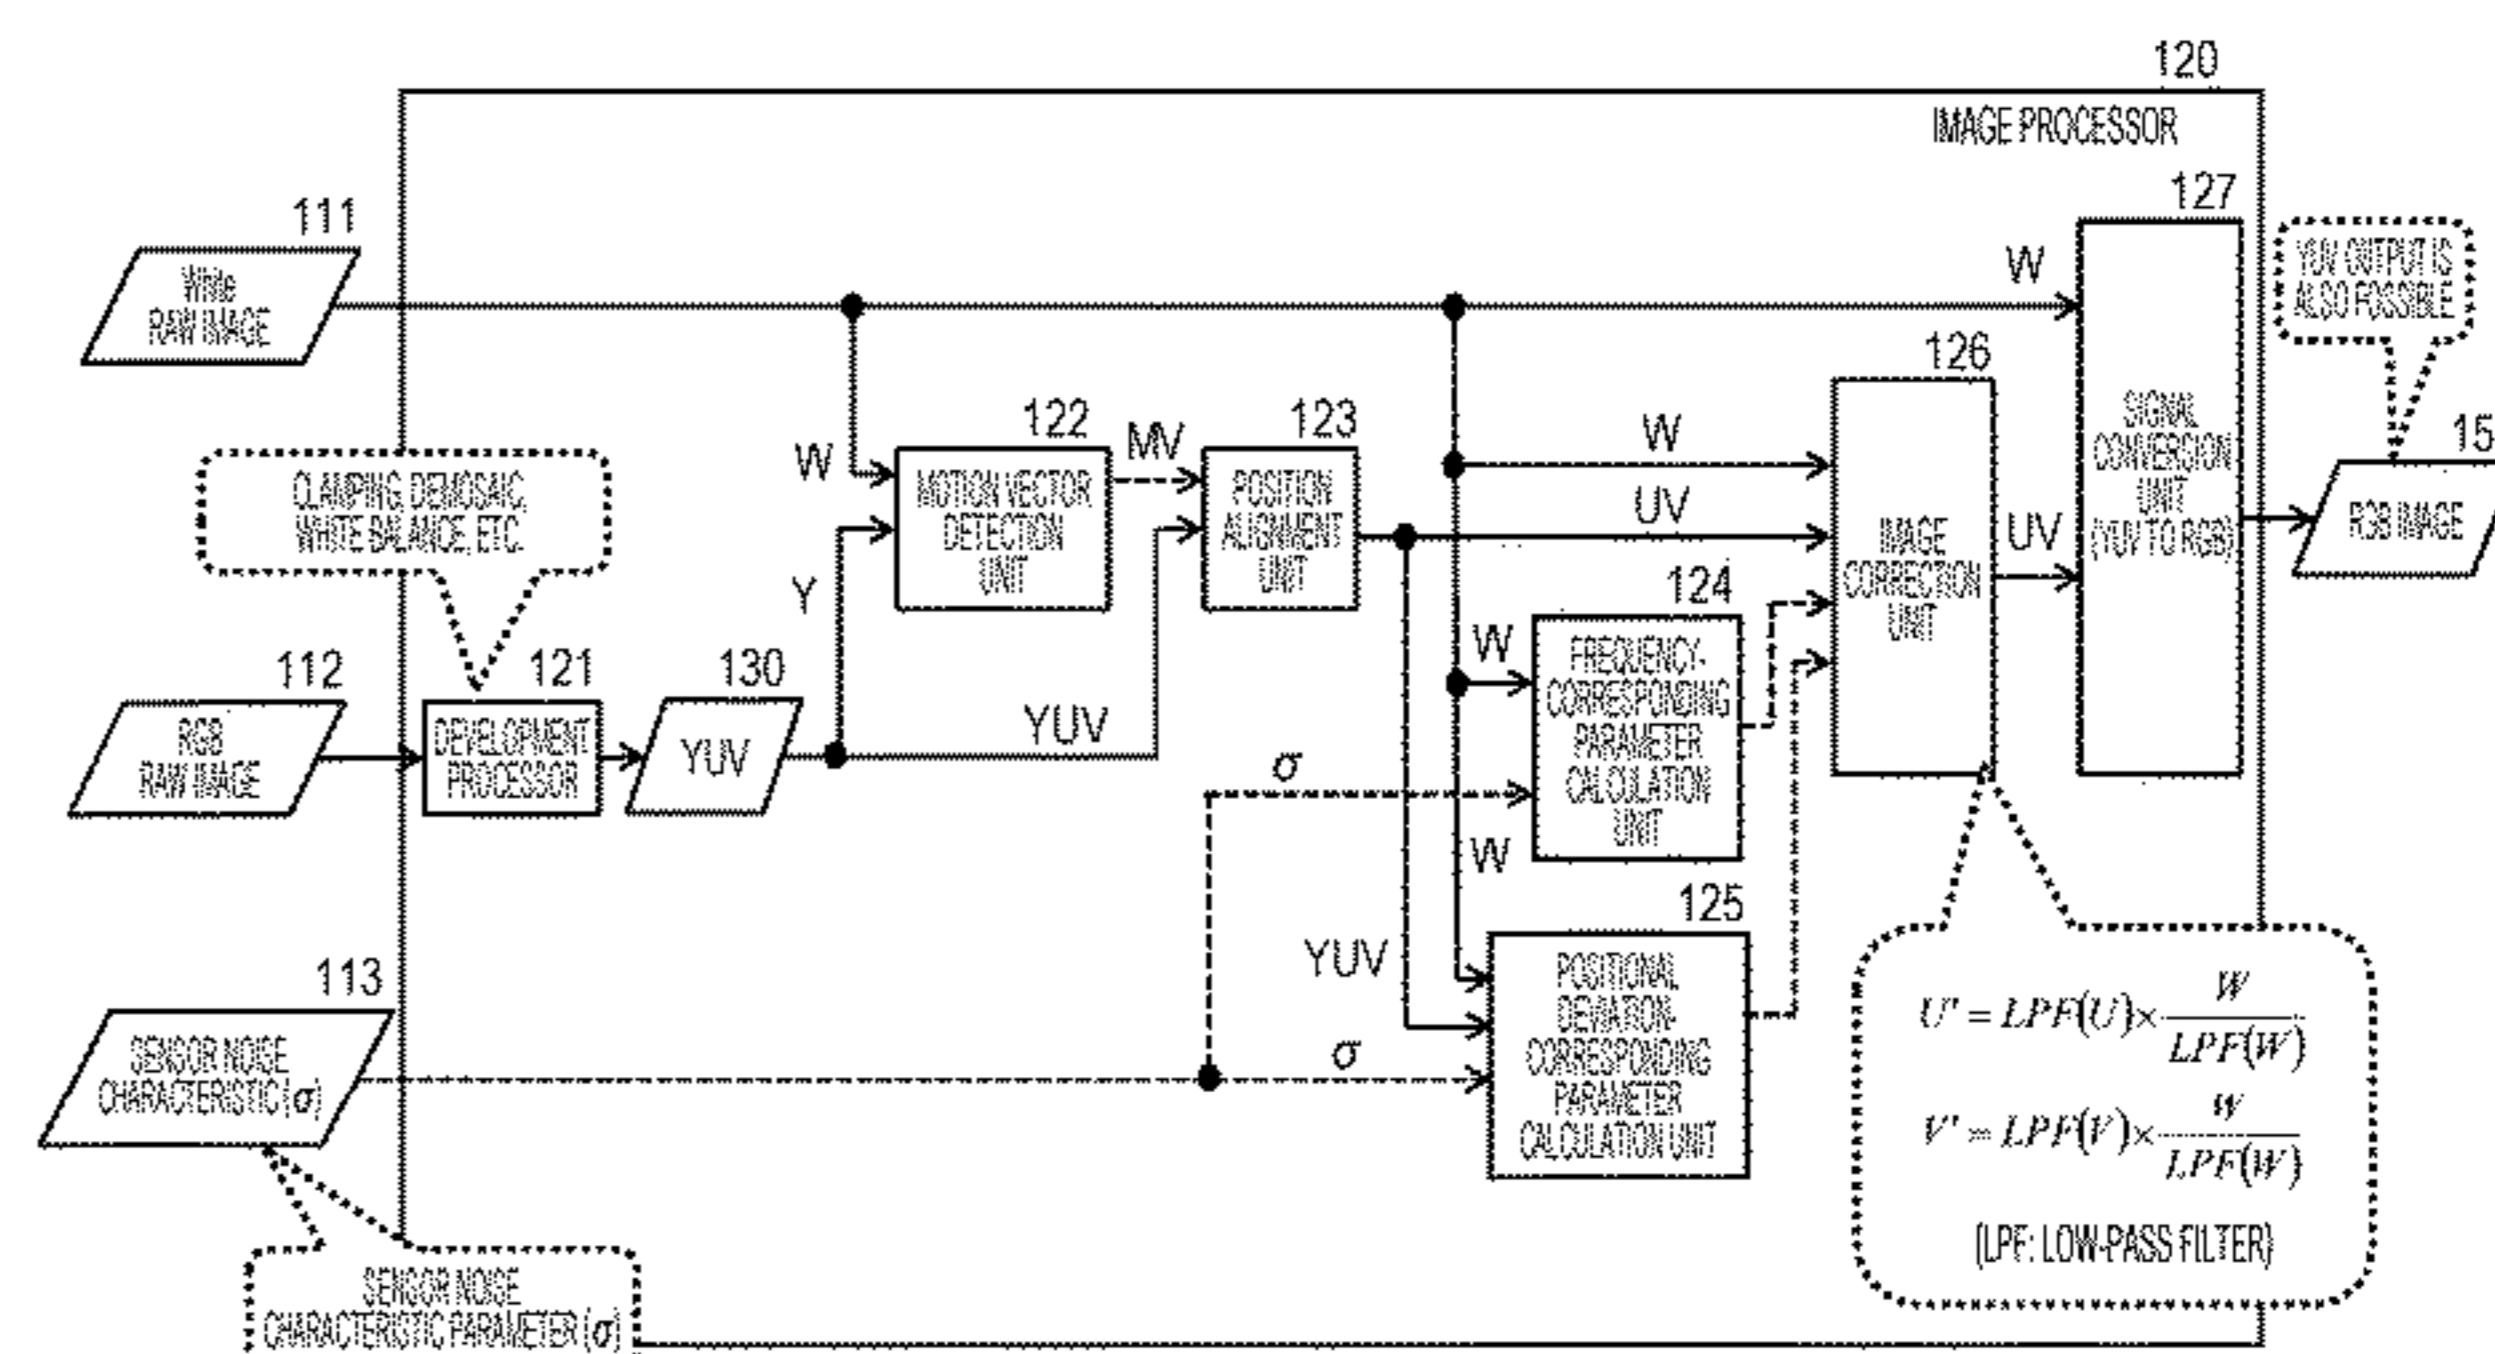 120
IMAGE PROCESSOR
111
White
RAW IMAGE
127
W
YUV OUTPUT IS
ALSO POSSIBLE
126
122
MV
123
W
MOTION VECTOR
DETECTION
UNIT
POSITION
ALIGNMENT
UNIT
W
UV
SIGNAL
CONVERSION
UNIT
(YUV TO RGB)
15
RGB IMAGE
CLAMPING, DEMOSAIC,
WHITE BALANCE, ETC.
IMAGE
CORRECTION
UNIT
UV
Y
124
W
FREQUENCY-
CORRESPONDING
PARAMETER
CALCULATION
UNIT
112
RGB
RAW IMAGE
121
DEVELOPMENT
PROCESSOR
130
YUV
YUV
σ
W
125
YUV
POSITIONAL
DEVIATION-
CORRESPONDING
PARAMETER
CALCULATION UNIT
σ
113
SENSOR NOISE
CHARACTERISTIC (σ)
U' = LPF(U) × W / LPF(W)
V' = LPF(V) × W / LPF(W)
(LPF: LOW-PASS FILTER)
SENSOR NOISE
CHARACTERISTIC PARAMETER (σ)